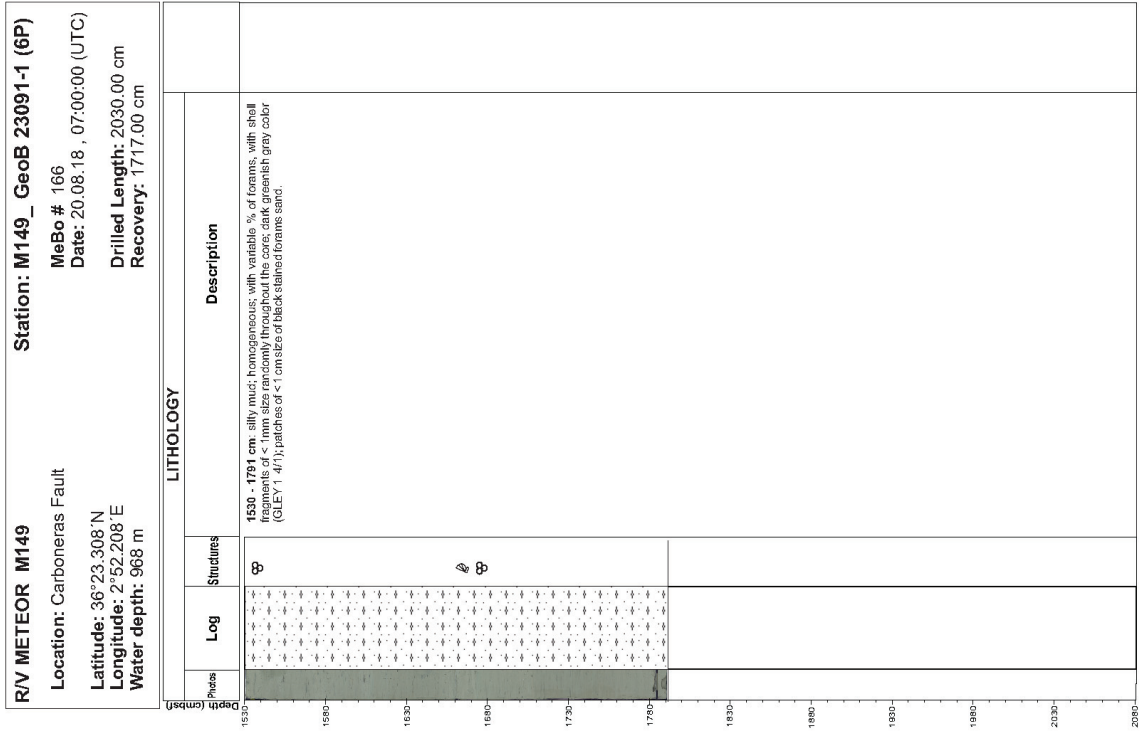 R/V METEOR M149
Station: M149_ GeoB 23091-1 (6P)
Location: Carboneras Fault
MeBo # 166
Date: 20.08.18 , 07:00:00 (UTC)
Latitude: 36°23.308´N
Longitude: 2°52.208´E
Water depth: 968 m
Drilled Length: 2030.00 cm
Recovery: 1717.00 cm
LITHOLOGY
Depth (cmbsf)
Photos
Log
Structures
Description
1530 - 1791 cm: silty mud; homogeneous; with variable % of forams, with shell
fragments of < 1mm size randomly throughout the core; dark greenish gray color
(GLEY 1 4/1); patches of <1 cm size of black stained forams sand.
1530
1580
1630
1680
1730
1780
1830
1880
1930
1980
2030
2080